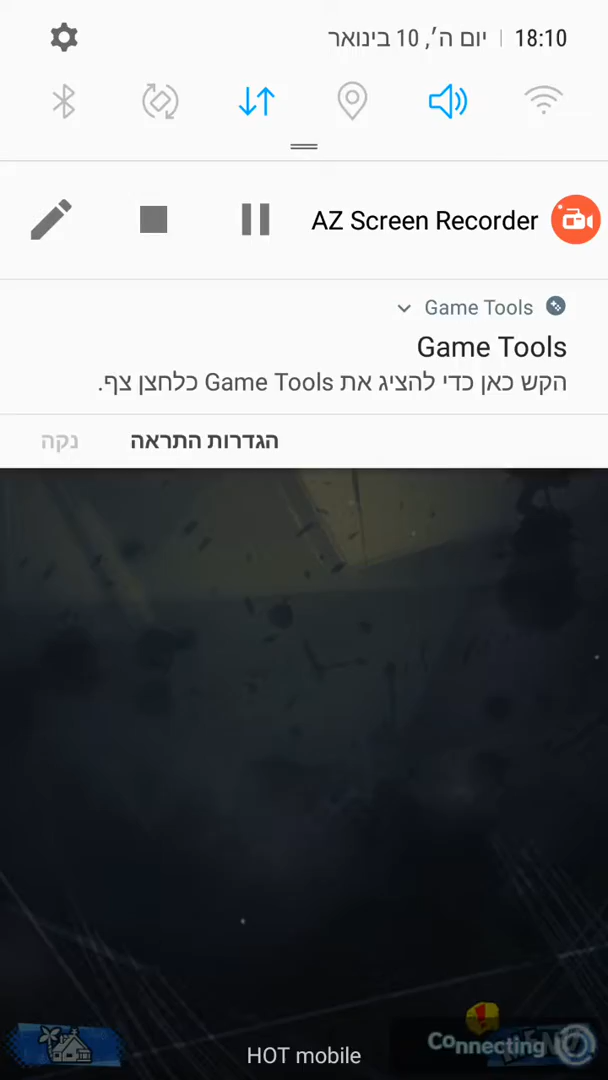 18:10 | יום ה׳, 10 בינואר
AZ Screen Recorder
Game Tools
Game Tools
הקש כאן כדי להציג את Game Tools כלחצן צף.
הגדרות התראה
נקה
Connecting
HOT mobile